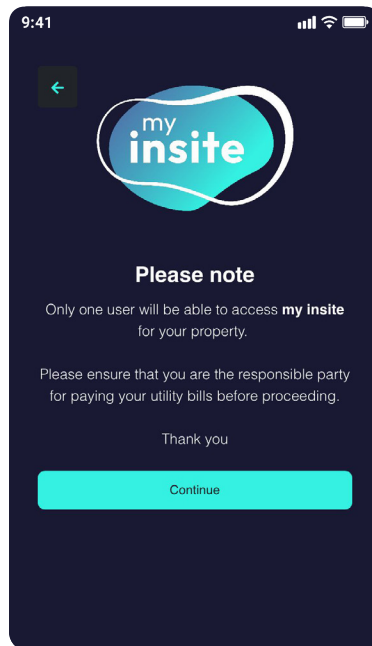 9:41
my
insite
Please note
Only one user will be able to access my insite
for your property.
Please ensure that you are the responsible party
for paying your utility bills before proceeding.
Thank you
Continue